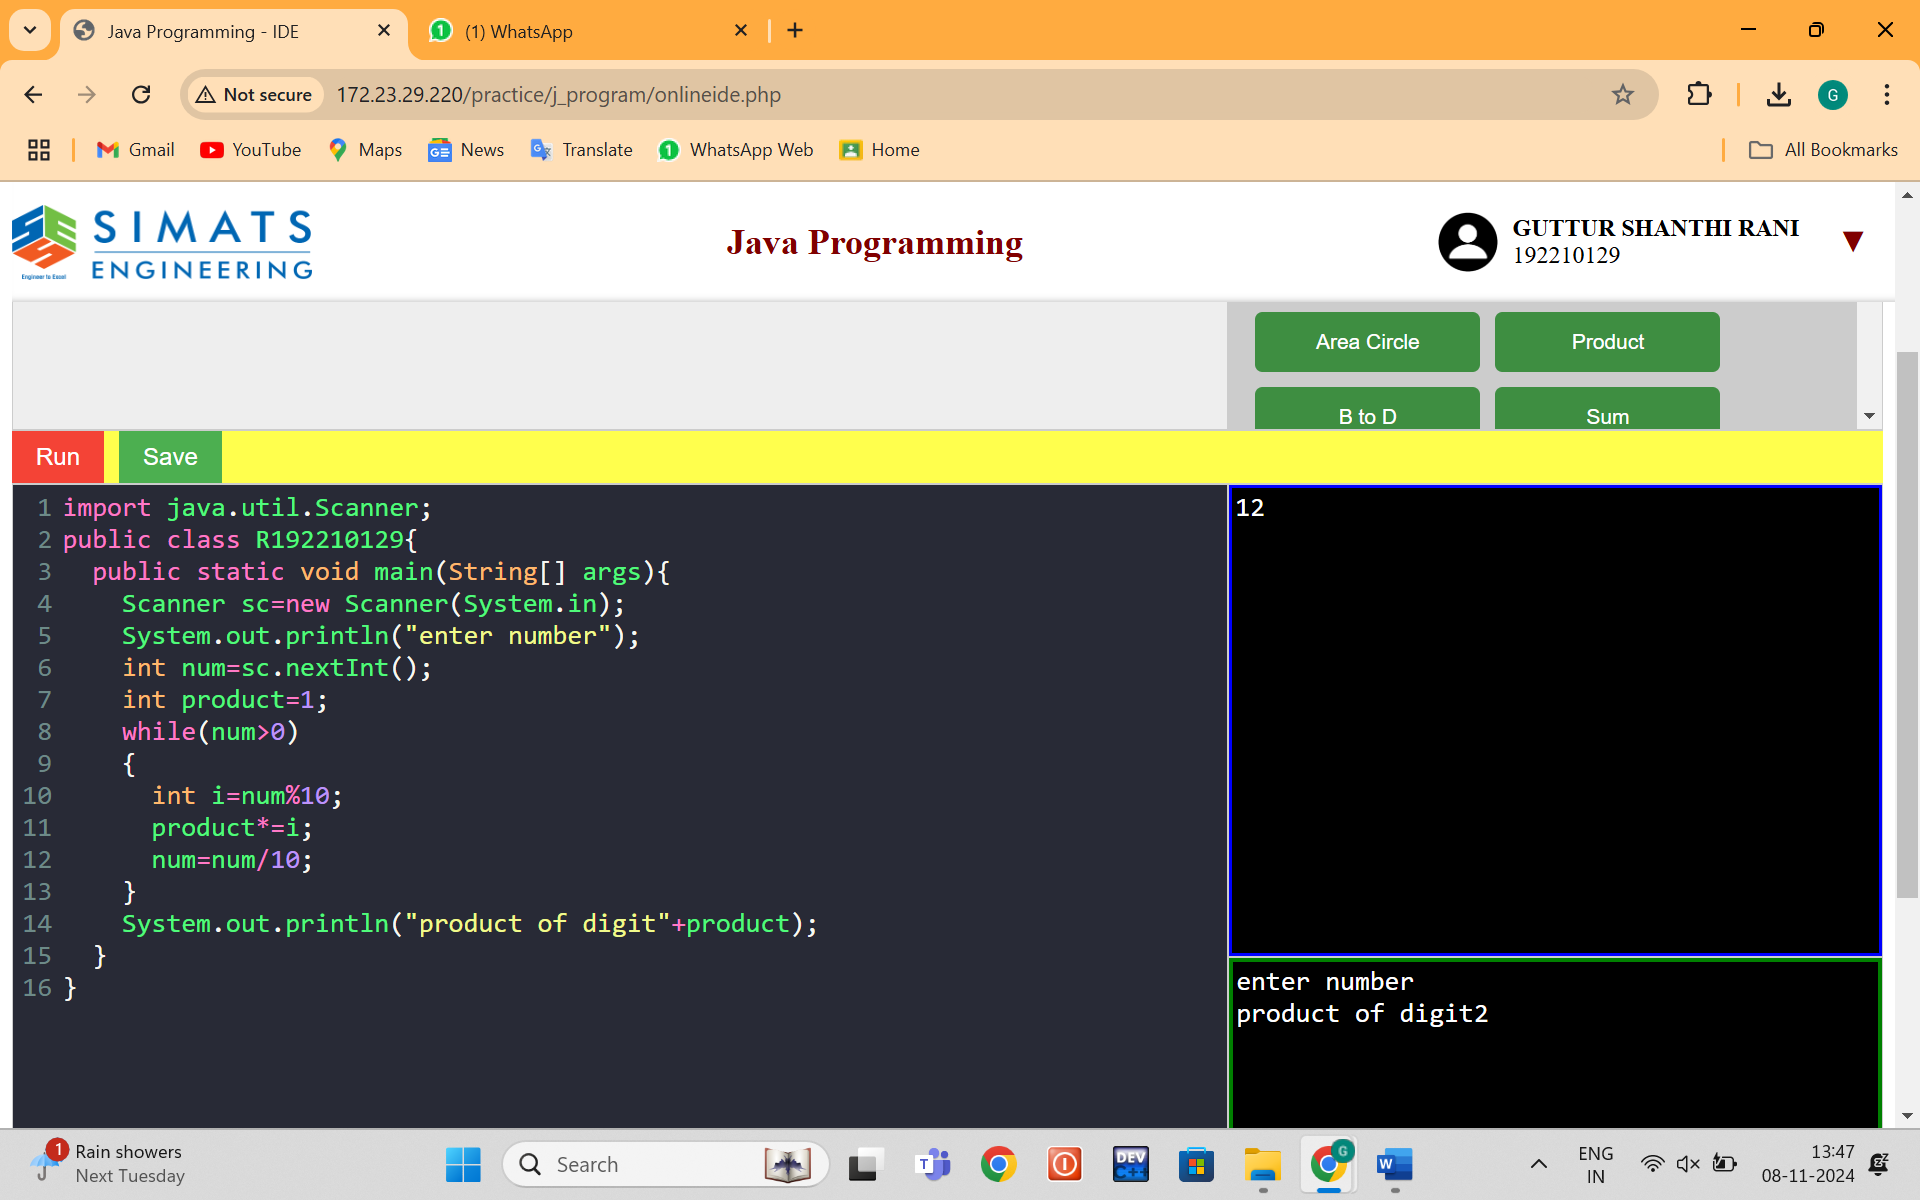 Java Programming - IDE
(1) WhatsApp
Not secure
172.23.29.220/practice/j_program/onlineide.php
G
Gmail
YouTube
Maps
News
Translate
1
WhatsApp Web
Home
All Bookmarks
SIMATS
ENGINEERING
Engineer to Excel
Java Programming
GUTTUR SHANTHI RANI
192210129
Area Circle
Product
B to D
Sum
Run
Save
1 import java.util.Scanner;
2 public class R192210129{
3 public static void main(String[] args){
4 Scanner sc=new Scanner(System.in);
5 System.out.println("enter number");
6 int num=sc.nextInt();
7 int product=1;
8 while(num>0)
9 {
10 int i=num%10;
11 product*=i;
12 num=num/10;
13 }
14 System.out.println("product of digit"+product);
15 }
16 }
12
enter number
product of digit2
1
Rain showers
Next Tuesday
Search
DEV
C++
G
W
ENG
IN
13:47
08-11-2024